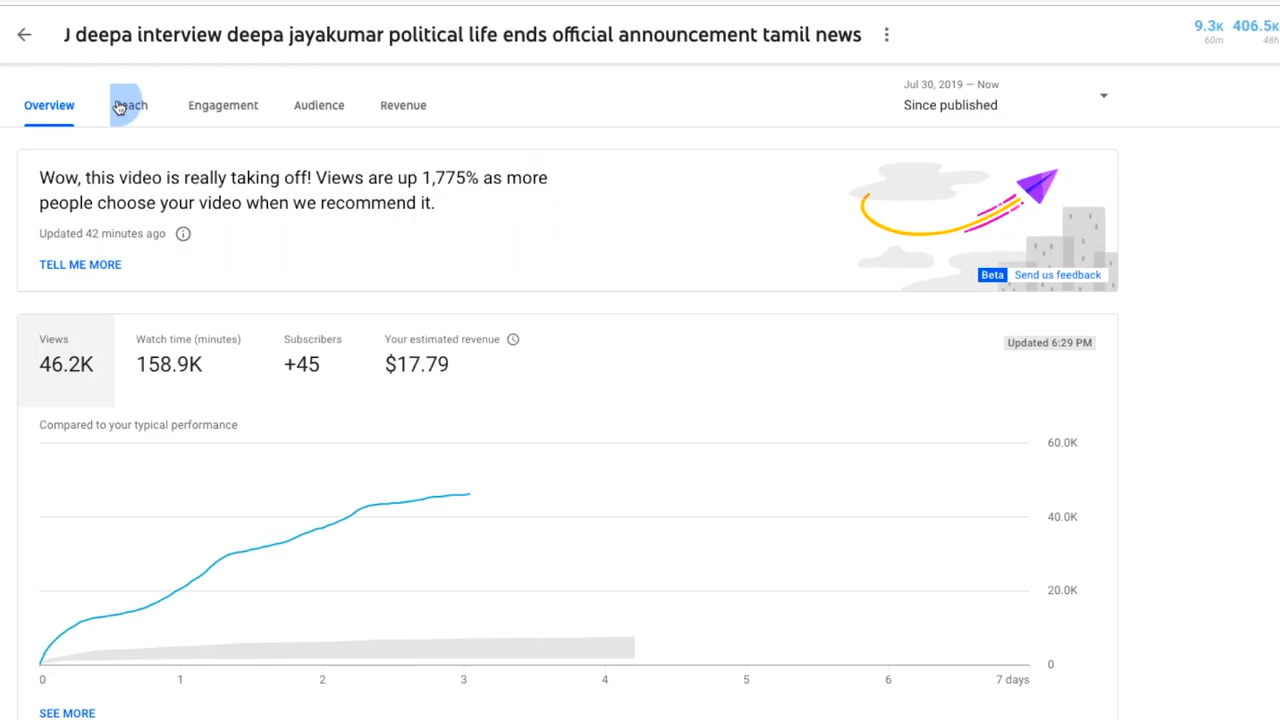 J deepa interview deepa jayakumar political life ends official announcement tamil news
9.3K 406.5K
60m 48h
Overview Reach Engagement Audience Revenue
Jul 30, 2019 – Now
Since published
Wow, this video is really taking off! Views are up 1,775% as more
people choose your video when we recommend it.
Updated 42 minutes ago
TELL ME MORE
Beta Send us feedback
Views Watch time (minutes) Subscribers Your estimated revenue
46.2K 158.9K +45 $17.79
Updated 6:29 PM
Compared to your typical performance
60.0K
40.0K
20.0K
0
0 1 2 3 4 5 6 7 days
SEE MORE